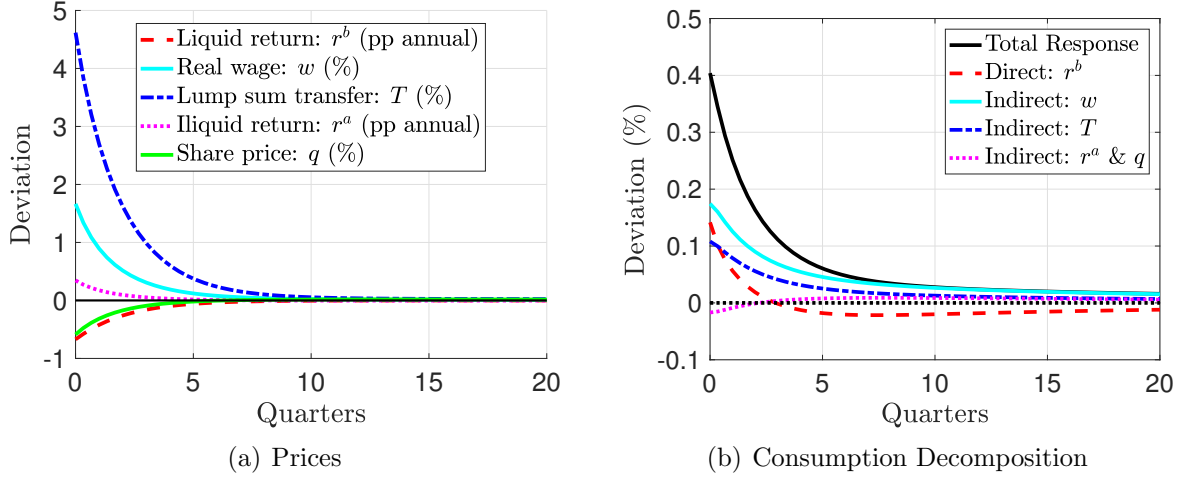 5
4
3
2
1
0
-1
Deviation
Liquid return: r^b (pp annual)
Real wage: w (%)
Lump sum transfer: T (%)
Iliquid return: r^a (pp annual)
Share price: q (%)
0 5 10 15 20
Quarters
(a) Prices
0.5
0.4
0.3
0.2
0.1
0
-0.1
Deviation (%)
Total Response
Direct: r^b
Indirect: w
Indirect: T
Indirect: r^a & q
0 5 10 15 20
Quarters
(b) Consumption Decomposition